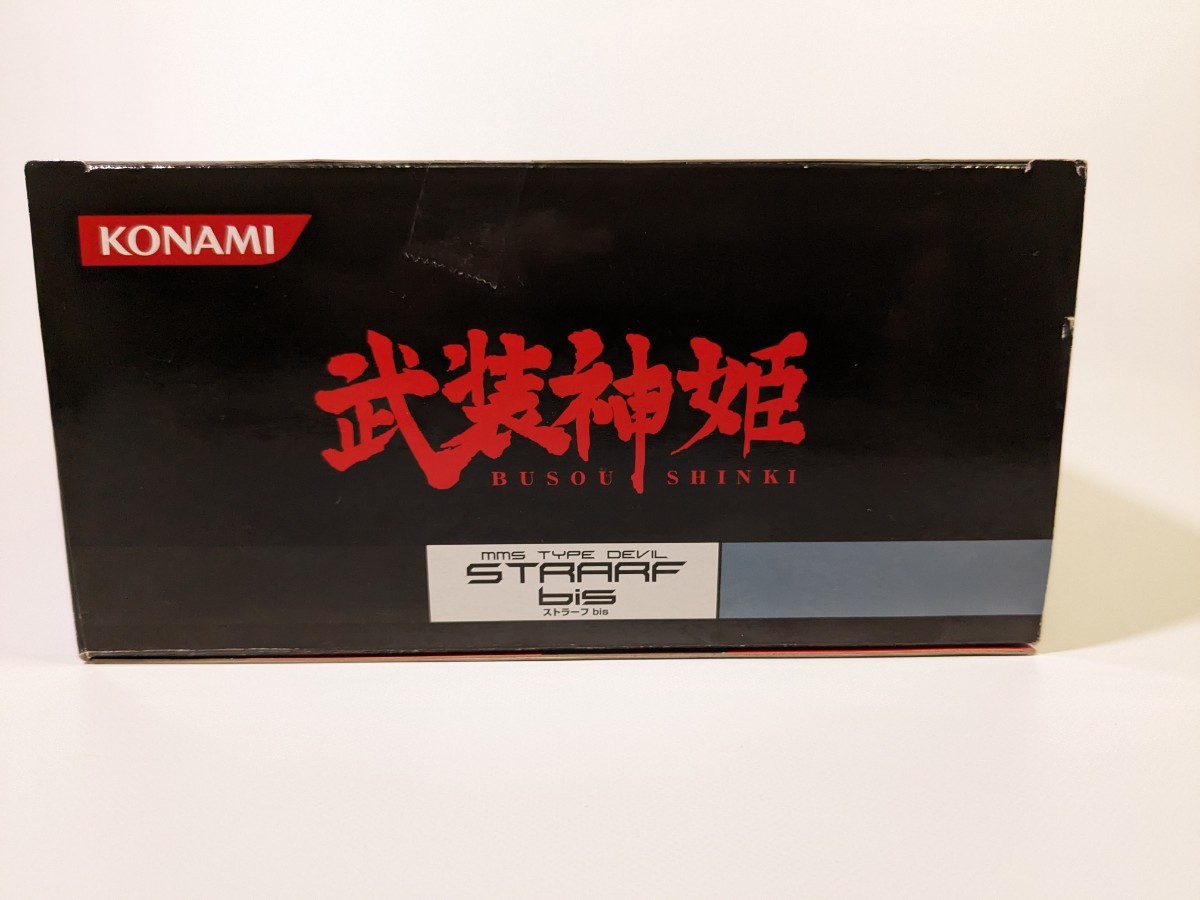 KONAMI
武装神姫
BUSOU SHINKI
MMS TYPE DEVIL
STRARF
bis
ストラーフ bis